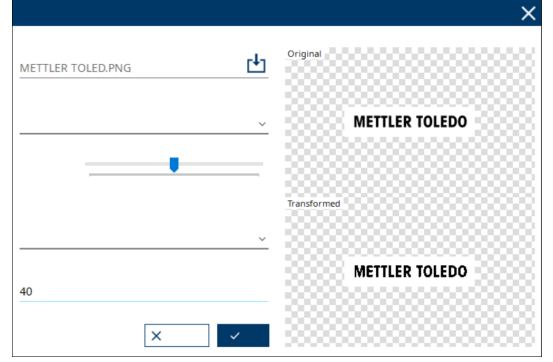 METTLER TOLED.PNG
40
Original
METTLER TOLEDO
Transformed
METTLER TOLEDO